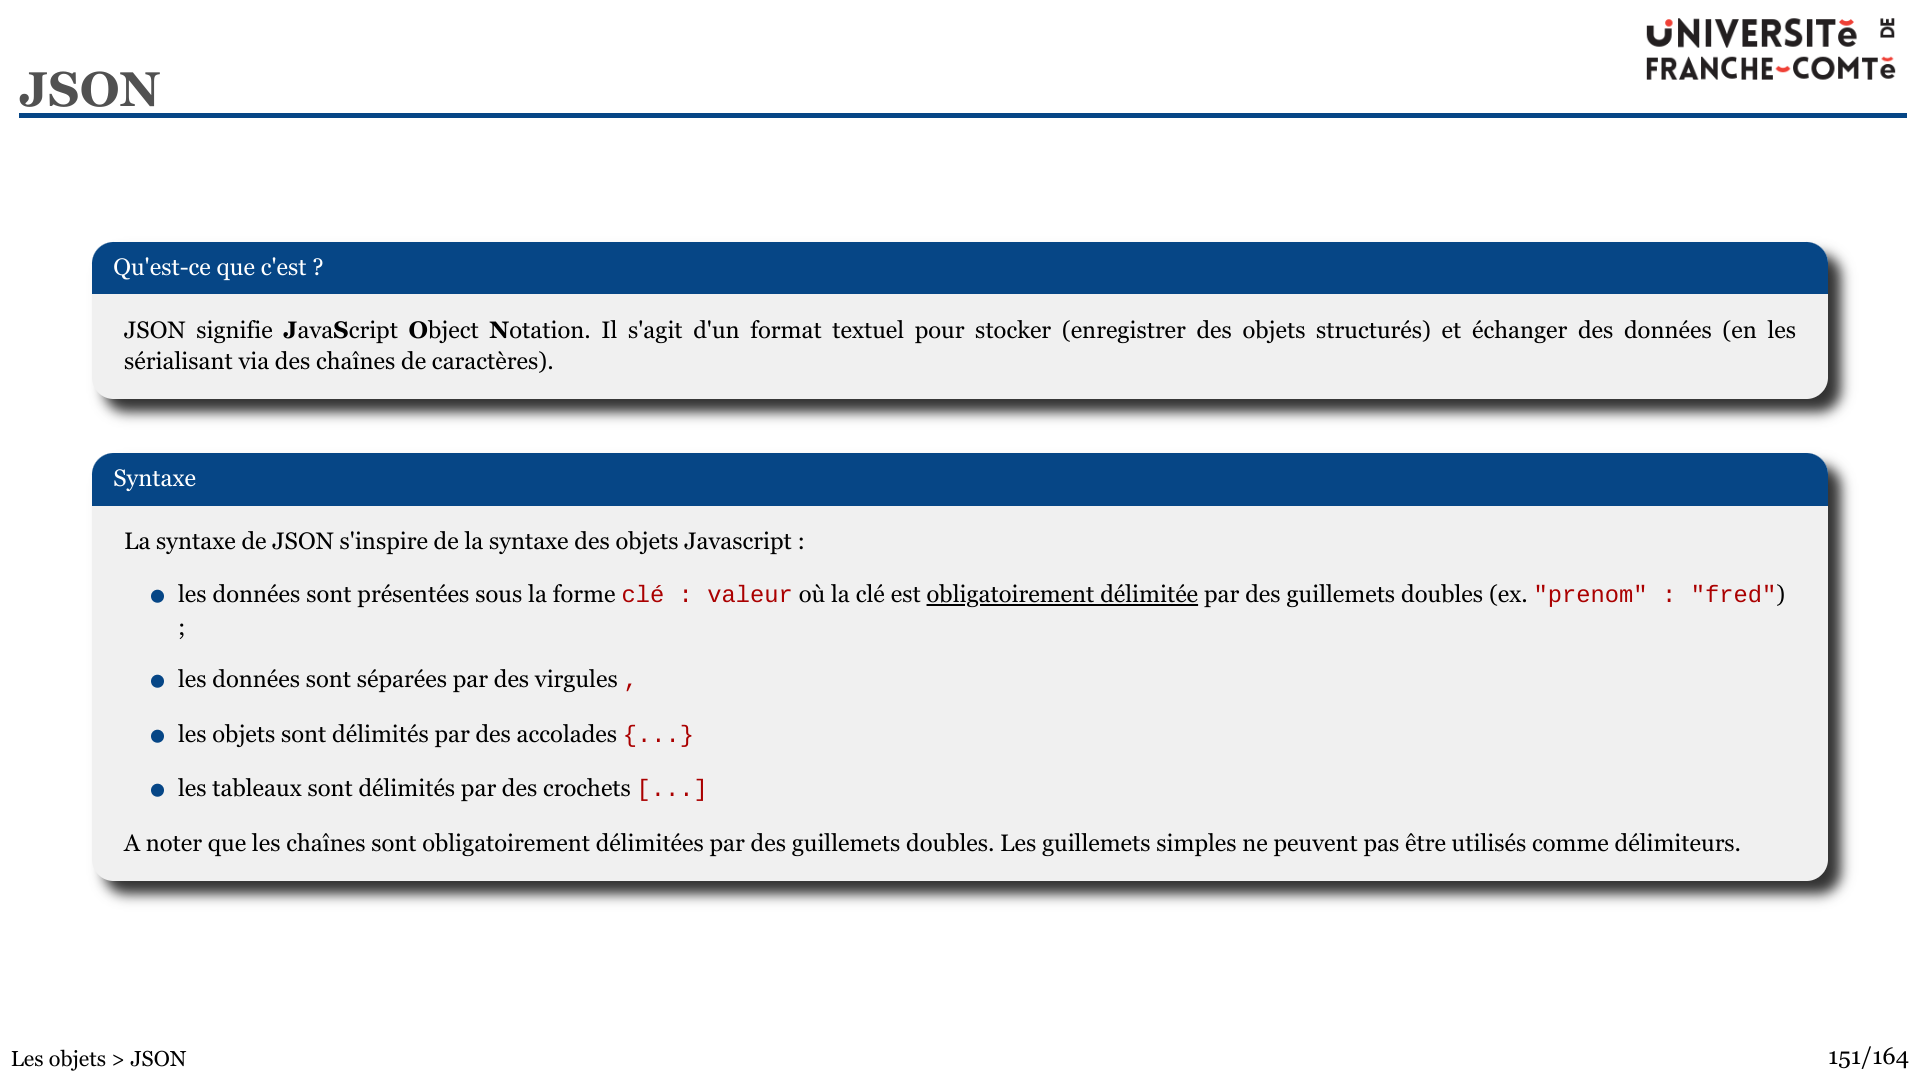 UNIVERSITĕ DE
FRANCHE-COMTĕ
JSON
Qu'est-ce que c'est ?
JSON signifie JavaScript Object Notation. Il s'agit d'un format textuel pour stocker (enregistrer des objets structurés) et échanger des données (en les
sérialisant via des chaînes de caractères).
Syntaxe
La syntaxe de JSON s'inspire de la syntaxe des objets Javascript :
les données sont présentées sous la forme clé : valeur où la clé est obligatoirement délimitée par des guillemets doubles (ex. "prenom" : "fred")
;
les données sont séparées par des virgules ,
les objets sont délimités par des accolades {...}
les tableaux sont délimités par des crochets [...]
A noter que les chaînes sont obligatoirement délimitées par des guillemets doubles. Les guillemets simples ne peuvent pas être utilisés comme délimiteurs.
Les objets > JSON
151/164